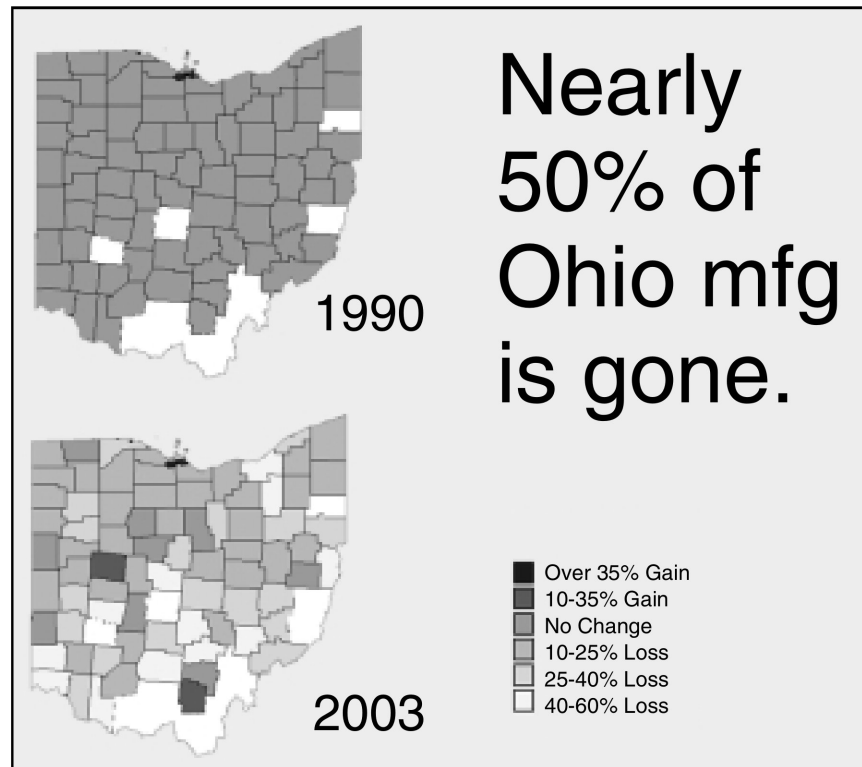 Nearly
50% of
Ohio mfg
is gone.
1990
2003
Over 35% Gain
10-35% Gain
No Change
10-25% Loss
25-40% Loss
40-60% Loss